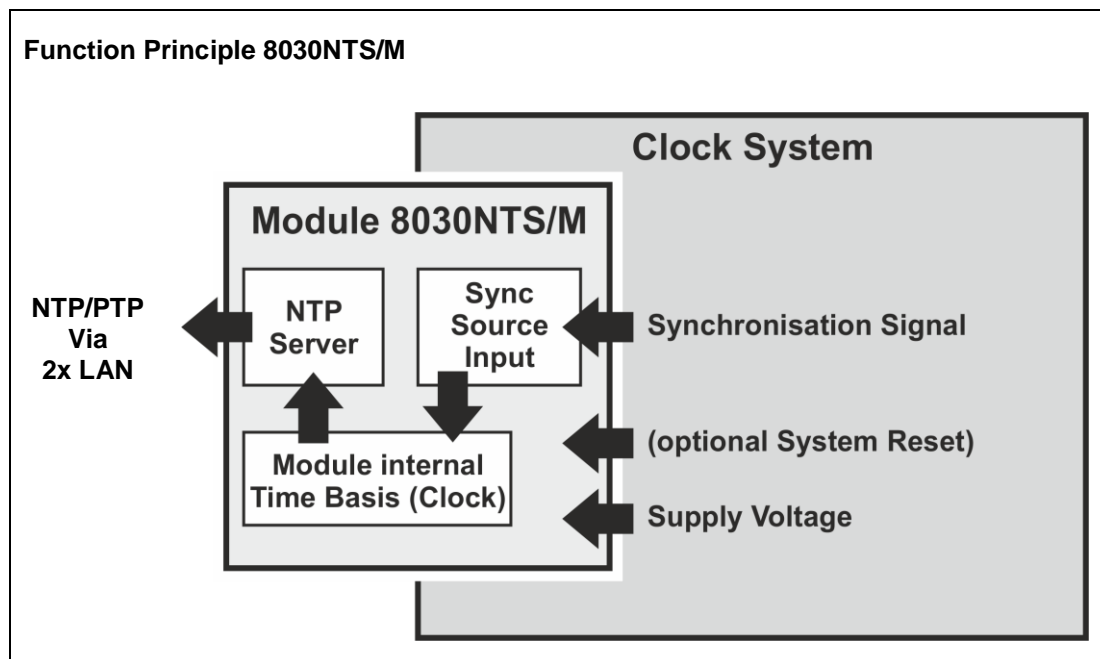 Function Principle 8030NTS/M
Clock System
Module 8030NTS/M
NTP/PTP
Via
2x LAN
NTP
Server
Sync
Source
Input
Synchronisation Signal
Module internal
Time Basis (Clock)
(optional System Reset)
Supply Voltage